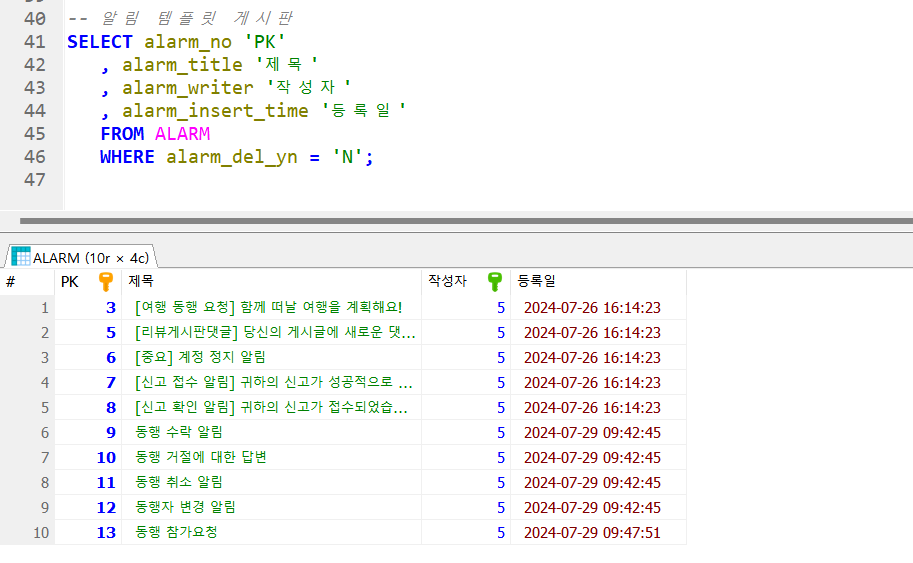 40 -- 알림 템플릿 게시판
41 SELECT alarm_no 'PK'
42 , alarm_title '제목'
43 , alarm_writer '작성자'
44 , alarm_insert_time '등록일'
45 FROM ALARM
46 WHERE alarm_del_yn = 'N';
47
ALARM (10r × 4c)
# PK 제목 작성자 등록일
1 3 [여행 동행 요청] 함께 떠날 여행을 계획해요! 5 2024-07-26 16:14:23
2 5 [리뷰게시판댓글] 당신의 게시글에 새로운 댓... 5 2024-07-26 16:14:23
3 6 [중요] 계정 정지 알림 5 2024-07-26 16:14:23
4 7 [신고 접수 알림] 귀하의 신고가 성공적으로 ... 5 2024-07-26 16:14:23
5 8 [신고 확인 알림] 귀하의 신고가 접수되었습... 5 2024-07-26 16:14:23
6 9 동행 수락 알림 5 2024-07-29 09:42:45
7 10 동행 거절에 대한 답변 5 2024-07-29 09:42:45
8 11 동행 취소 알림 5 2024-07-29 09:42:45
9 12 동행자 변경 알림 5 2024-07-29 09:42:45
10 13 동행 참가요청 5 2024-07-29 09:47:51